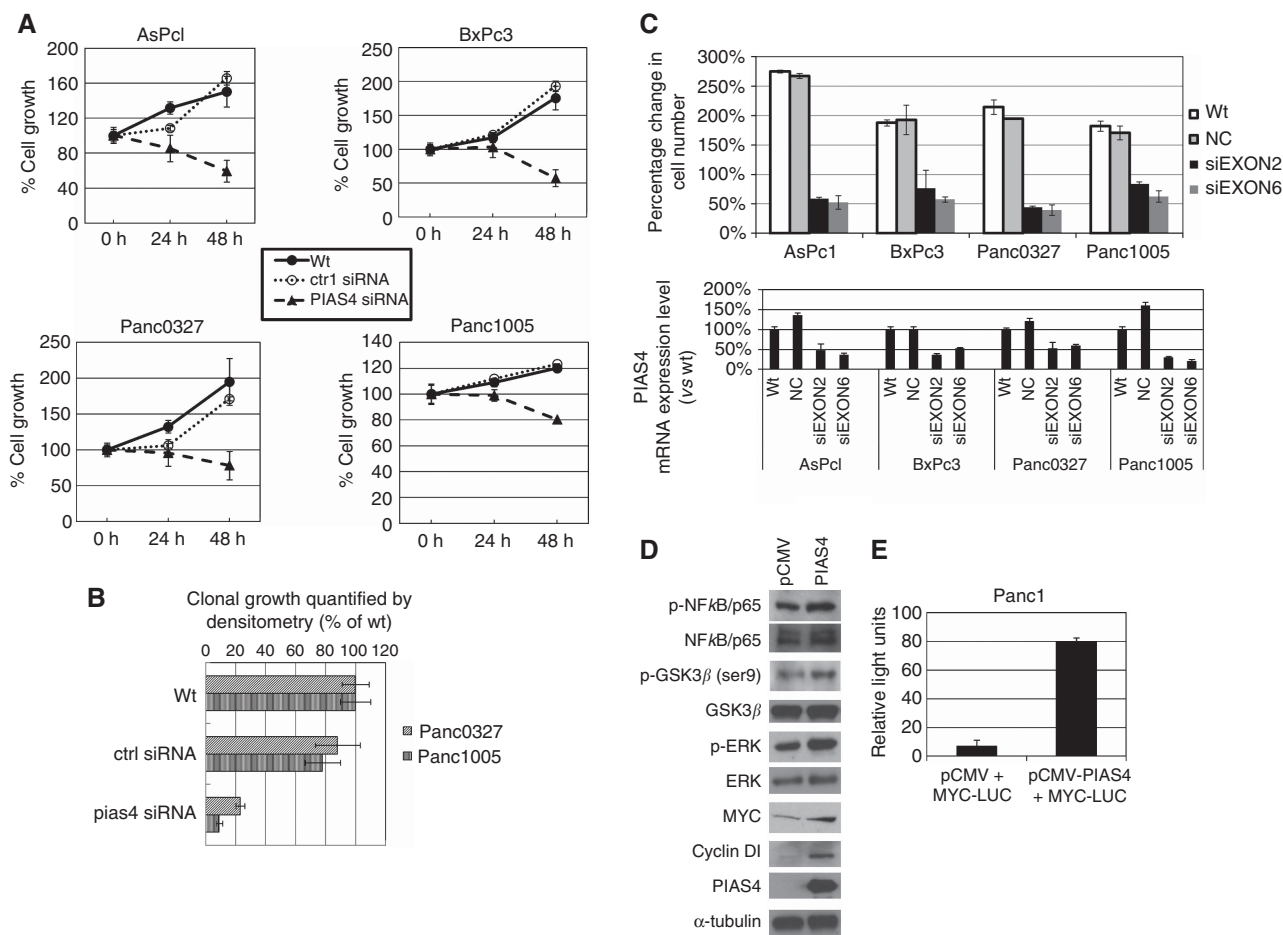 A
AsPcl
% Cell growth
200
160
120
80
40
0
0 h 24 h 48 h
BxPc3
% Cell growth
250
200
150
100
50
0
0 h 24 h 48 h
Wt
ctr1 siRNA
PIAS4 siRNA
Panc0327
% Cell growth
250
200
150
100
50
0
0 h 24 h 48 h
Panc1005
% Cell growth
140
120
100
80
60
40
20
0
0 h 24 h 48 h
B
Clonal growth quantified by
densitometry (% of wt)
0 20 40 60 80 100 120
Wt
ctrl siRNA
pias4 siRNA
Panc0327
Panc1005
C
Percentage change in
cell number
300%
250%
200%
150%
100%
50%
0%
AsPc1 BxPc3 Panc0327 Panc1005
Wt
NC
siEXON2
siEXON6
PIAS4
mRNA expression level
(vs wt)
200%
150%
100%
50%
0%
Wt NC siEXON2 siEXON6 Wt NC siEXON2 siEXON6 Wt NC siEXON2 siEXON6 Wt NC siEXON2 siEXON6
AsPcl BxPc3 Panc0327 Panc1005
D
pCMV PIAS4
p-NFkB/p65
NFkB/p65
p-GSK3β (ser9)
GSK3β
p-ERK
ERK
MYC
Cyclin DI
PIAS4
α-tubulin
E
Panc1
Relative light units
100
80
60
40
20
0
pCMV +
MYC-LUC
pCMV-PIAS4
+ MYC-LUC